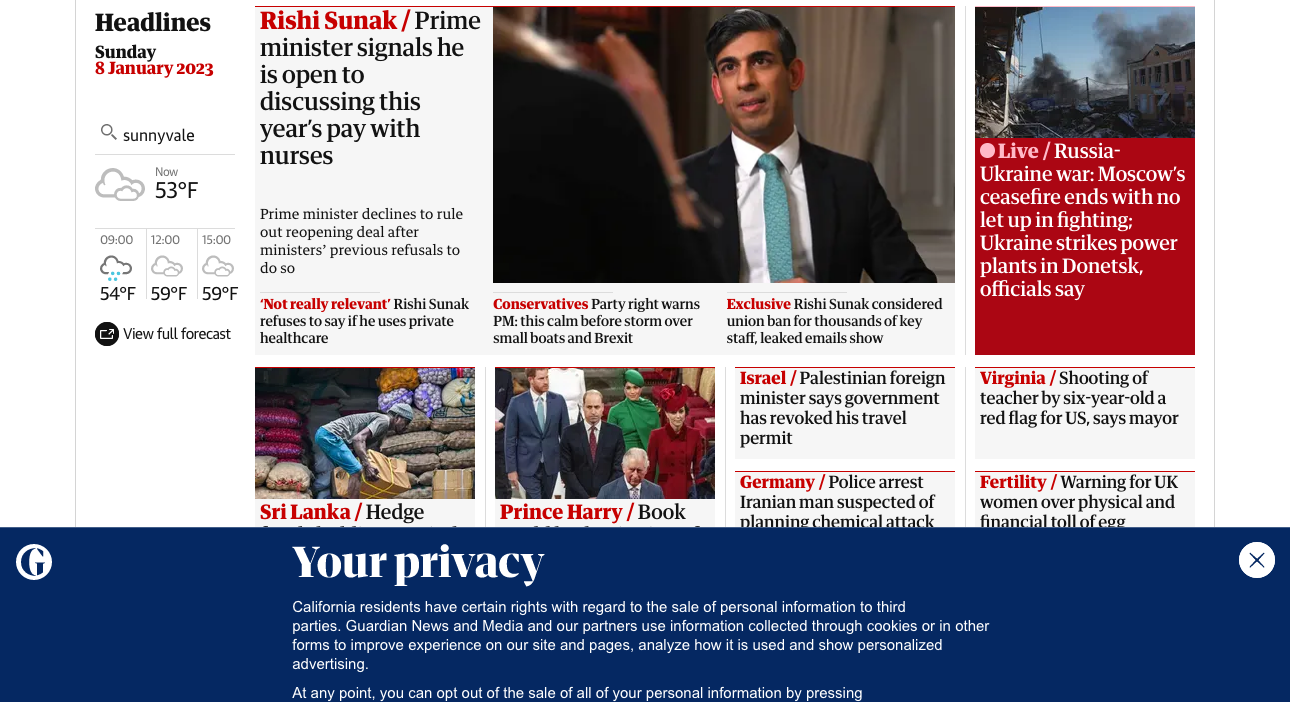 Headlines
Sunday
8 January 2023
sunnyvale
Now
53°F
09:00 12:00 15:00
54°F 59°F 59°F
View full forecast
Rishi Sunak / Prime
minister signals he
is open to
discussing this
year’s pay with
nurses
Prime minister declines to rule
out reopening deal after
ministers’ previous refusals to
do so
‘Not really relevant’ Rishi Sunak
refuses to say if he uses private
healthcare
Conservatives Party right warns
PM: this calm before storm over
small boats and Brexit
Exclusive Rishi Sunak considered
union ban for thousands of key
staff, leaked emails show
Live / Russia-
Ukraine war: Moscow’s
ceasefire ends with no
let up in fighting;
Ukraine strikes power
plants in Donetsk,
officials say
Sri Lanka / Hedge
Prince Harry / Book
Israel / Palestinian foreign
minister says government
has revoked his travel
permit
Germany / Police arrest
Iranian man suspected of
planning chemical attack
Virginia / Shooting of
teacher by six-year-old a
red flag for US, says mayor
Fertility / Warning for UK
women over physical and
financial toll of egg
G
Your privacy
California residents have certain rights with regard to the sale of personal information to third
parties. Guardian News and Media and our partners use information collected through cookies or in other
forms to improve experience on our site and pages, analyze how it is used and show personalized
advertising.
At any point, you can opt out of the sale of all of your personal information by pressing